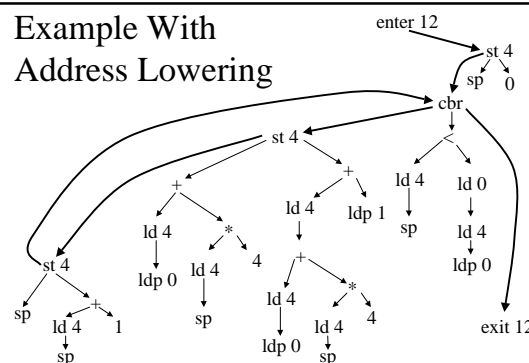 Example With
Address Lowering
enter 12
st 4
sp 0
cbr
st 4
<
+
+
ld 4
ld 0
ld 4
ldp 1
ld 4
*
sp
ld 4
ldp 0
ld 4
4
+
ldp 0
st 4
sp
ld 4
*
sp
+
ldp 0
ld 4
4
ld 4
1
sp
sp
exit 12